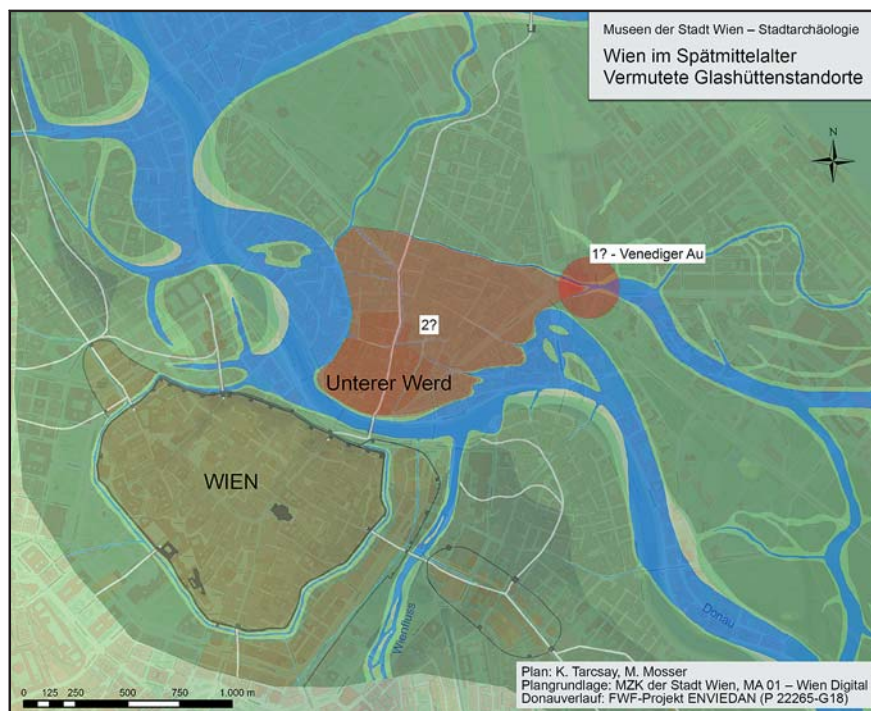 Museen der Stadt Wien – Stadtarchäologie
Wien im Spätmittelalter
Vermutete Glashüttenstandorte
N
1? - Venediger Au
2?
Unterer Werd
WIEN
Wienfluss
Donau
0 125 250 500 750 1.000 m
Plan: K. Tarcsay, M. Mosser
Plangrundlage: MZK der Stadt Wien, MA 01 – Wien Digital
Donauverlauf: FWF-Projekt ENVIEDAN (P 22265-G18)